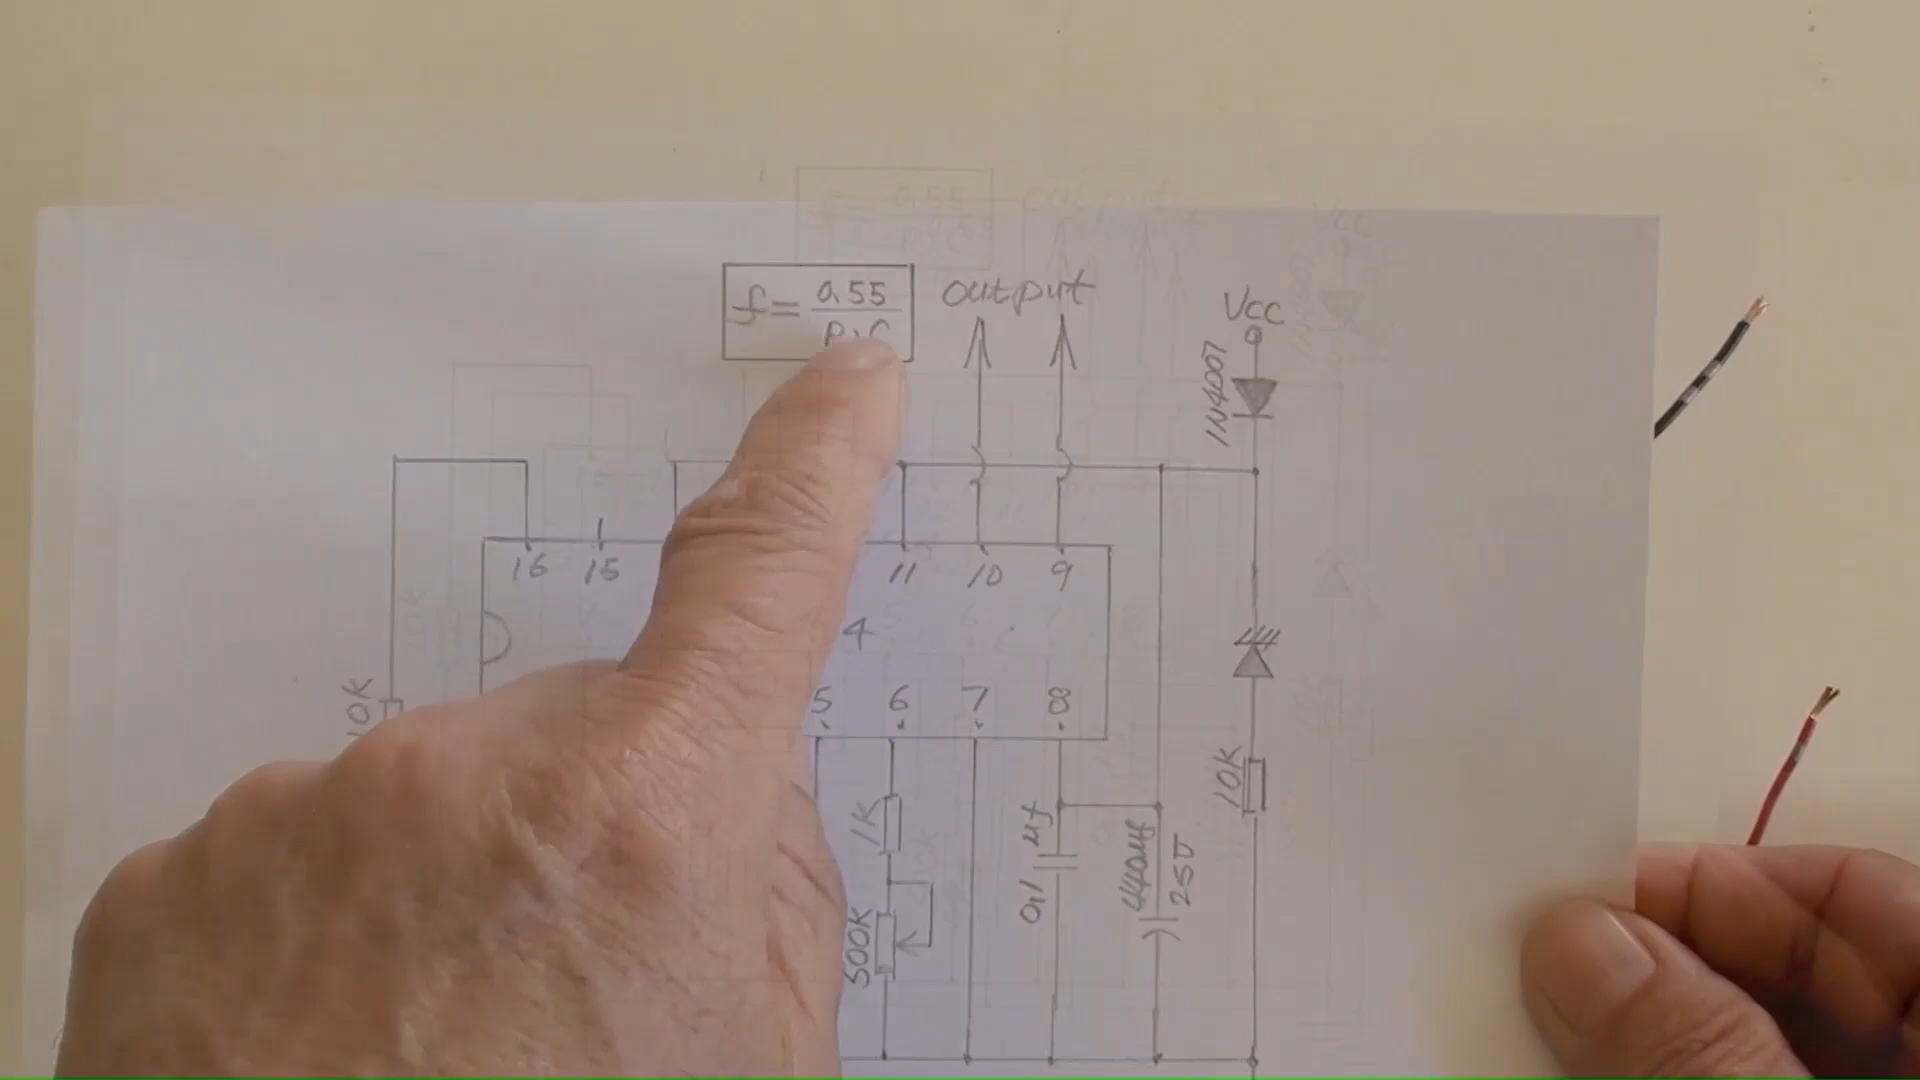 f = 0.55
output
Vcc
1N4007
16 15 11 10 9
4
10K
5 6 7 8
1K
500K
0,1 µf
25V
10K